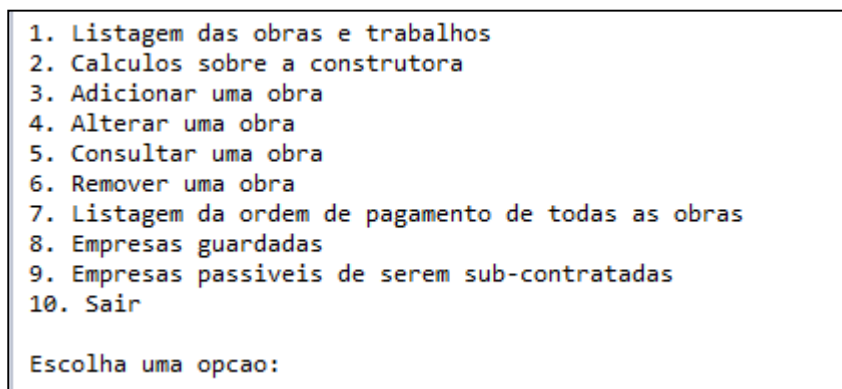 1. Listagem das obras e trabalhos
2. Calculos sobre a construtora
3. Adicionar uma obra
4. Alterar uma obra
5. Consultar uma obra
6. Remover uma obra
7. Listagem da ordem de pagamento de todas as obras
8. Empresas guardadas
9. Empresas passiveis de serem sub-contratadas
10. Sair
Escolha uma opcao: